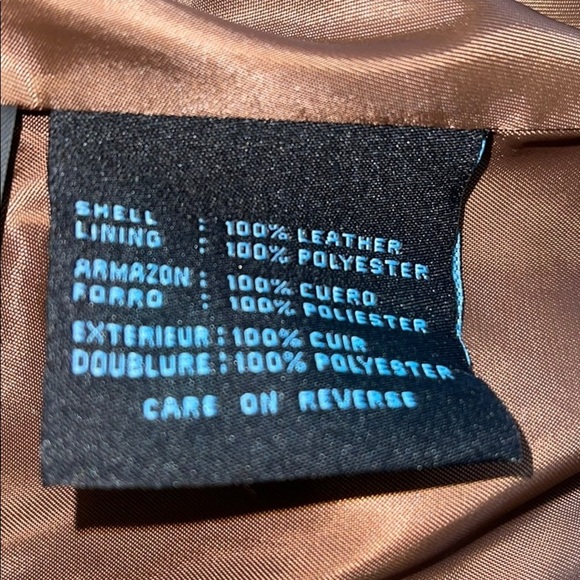 SHELL : 100% LEATHER
LINING : 100% POLYESTER
ARMAZON : 100% CUERO
FORRO : 100% POLIESTER
EXTERIEUR : 100% CUIR
DOUBLURE : 100% POLYESTER
CARE ON REVERSE